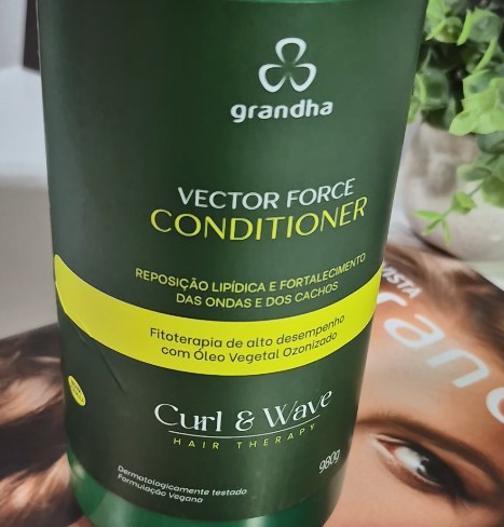 grandha
VECTOR FORCE
CONDITIONER
REPOSIÇÃO LIPÍDICA E FORTALECIMENTO
DAS ONDAS E DOS CACHOS
Fitoterapia de alto desempenho
com Óleo Vegetal Ozonizado
Curl & Wave
HAIR THERAPY
980g
Dermatologicamente testado
Formulação Vegana